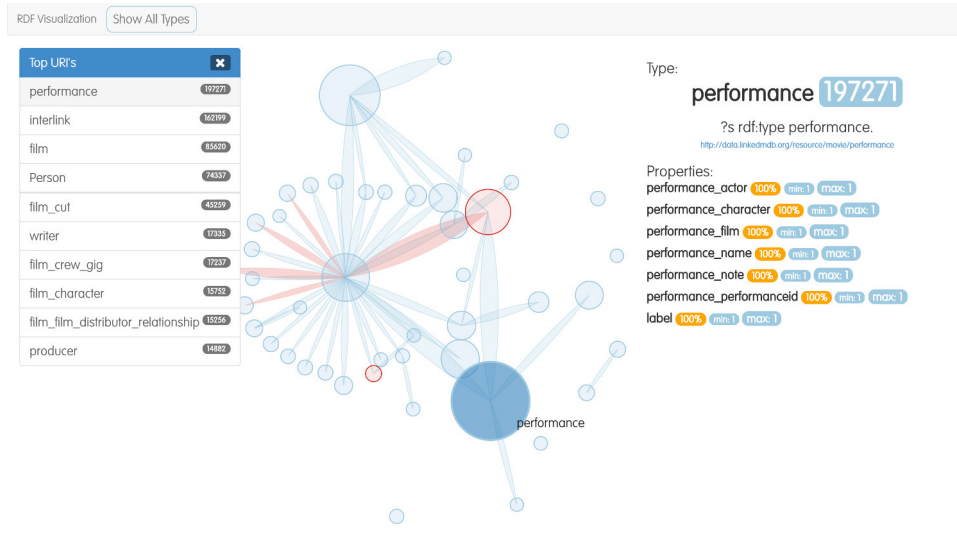 RDF Visualization Show All Types
Top URI's
performance 197271
interlink 162199
film 85620
Person 74337
film_cut 45259
writer 17335
film_crew_gig 17237
film_character 15752
film_film_distributor_relationship 15256
producer 14882
performance
Type:
performance 197271
?s rdf:type performance.
http://data.linkedmdb.org/resource/movie/performance
Properties:
performance_actor 100% min: 1 max: 1
performance_character 100% min: 1 max: 1
performance_film 100% min: 1 max: 1
performance_name 100% min: 1 max: 1
performance_note 100% min: 1 max: 1
performance_performanceid 100% min: 1 max: 1
label 100% min: 1 max: 1